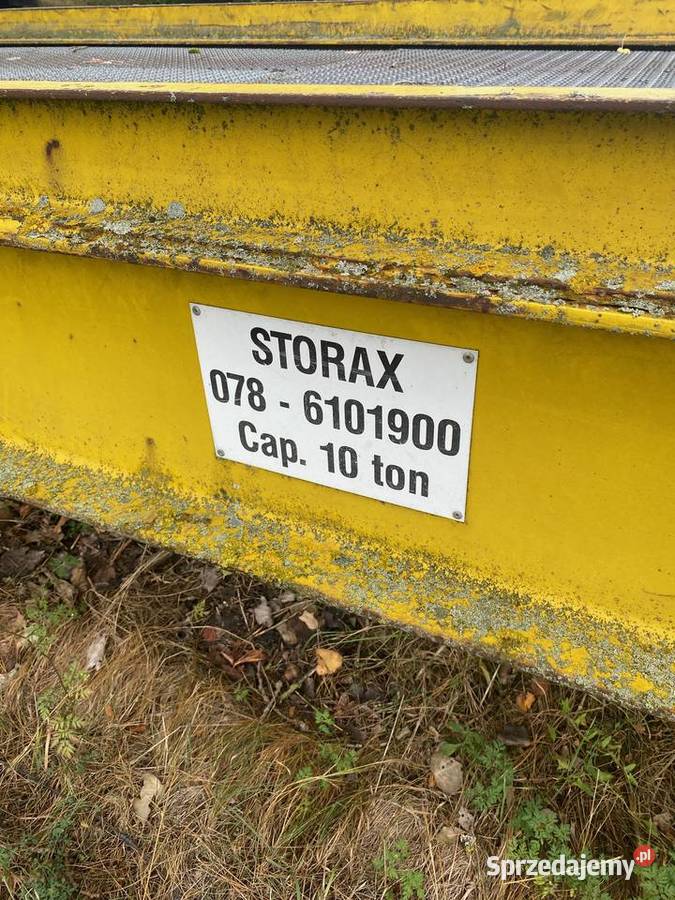 STORAX
078 - 6101900
Cap. 10 ton
Sprzedajemy.pl